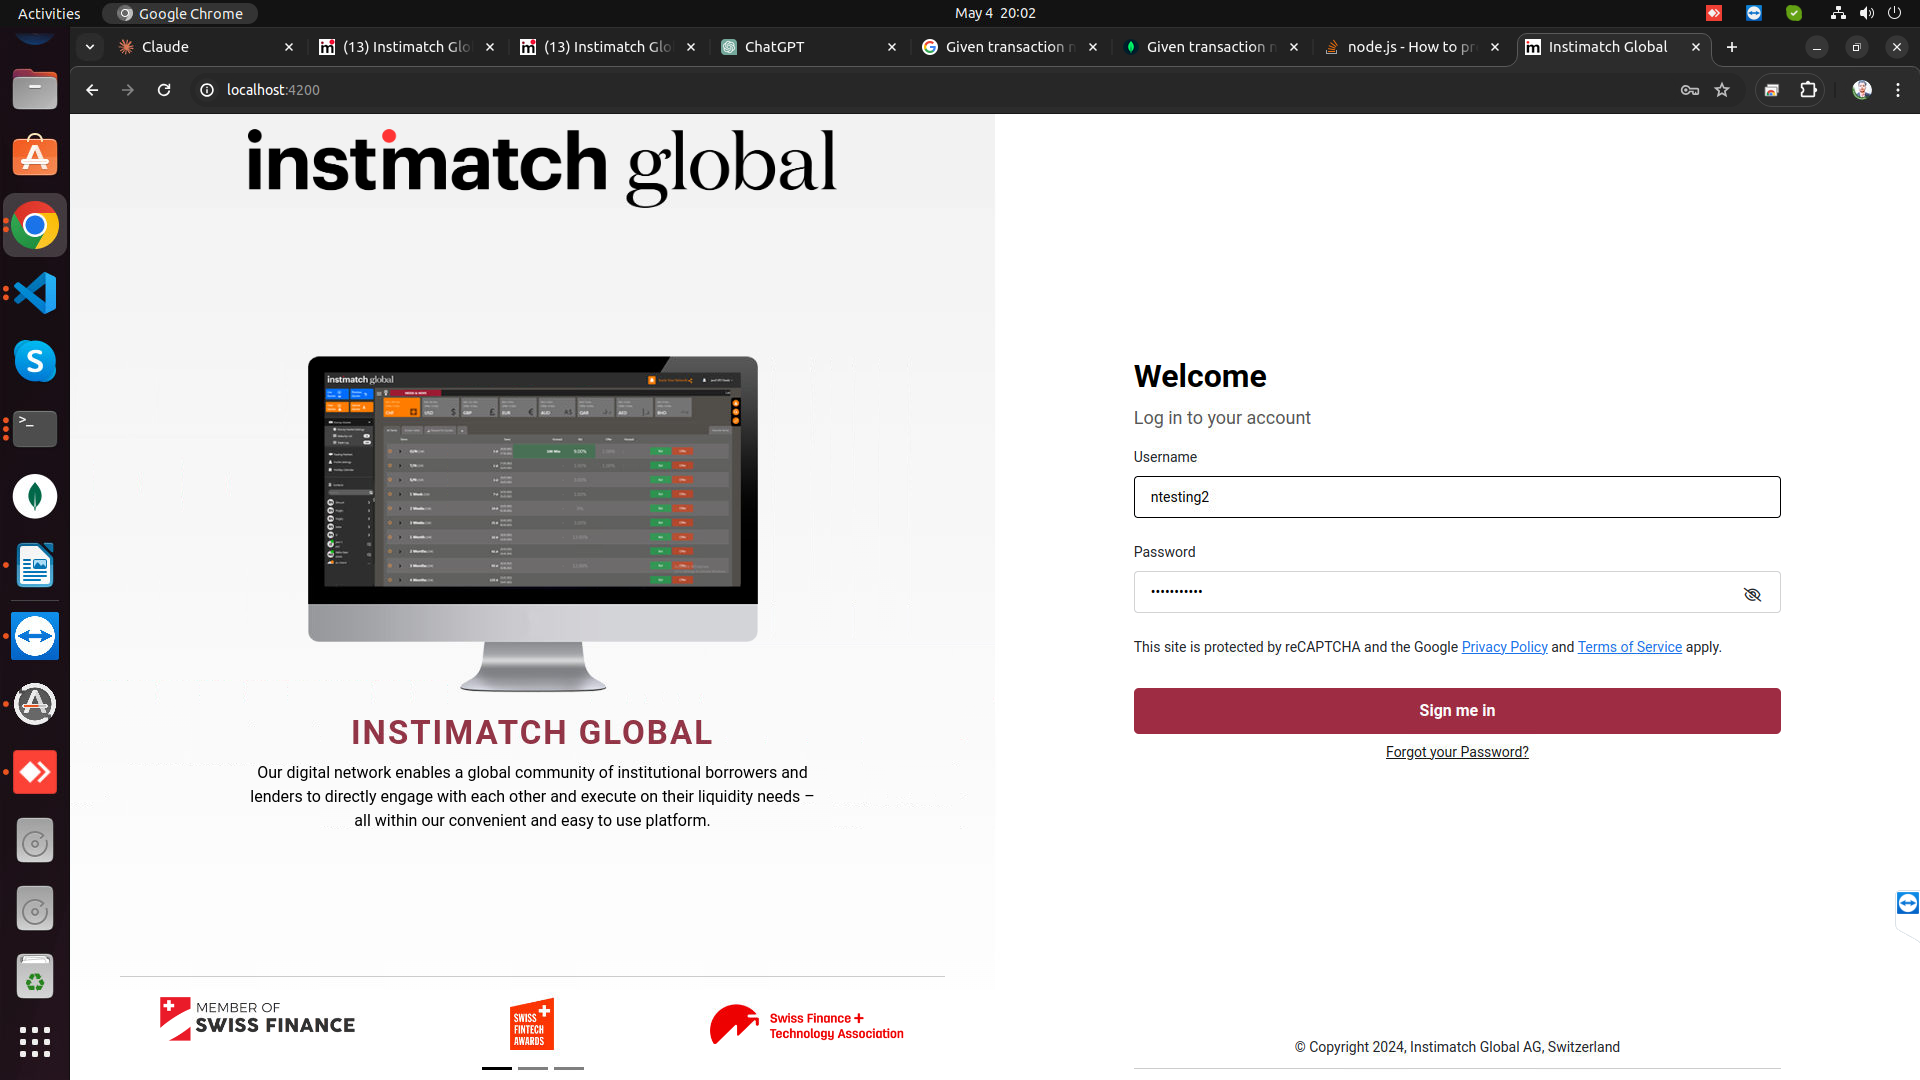 Activities
Google Chrome
May 4 20:02
Claude
(13) Instimatch Glo
(13) Instimatch Glo
ChatGPT
Given transaction n
Given transaction n
node.js - How to pr
Instimatch Global
localhost:4200
instimatch global
instmatch global
INSTIMATCH GLOBAL
Our digital network enables a global community of institutional borrowers and
lenders to directly engage with each other and execute on their liquidity needs –
all within our convenient and easy to use platform.
MEMBER OF
SWISS FINANCE
SWISS
FINTECH
AWARDS
Swiss Finance +
Technology Association
Welcome
Log in to your account
Username
ntesting2
Password
•••••••••••
This site is protected by reCAPTCHA and the Google Privacy Policy and Terms of Service apply.
Sign me in
Forgot your Password?
© Copyright 2024, Instimatch Global AG, Switzerland